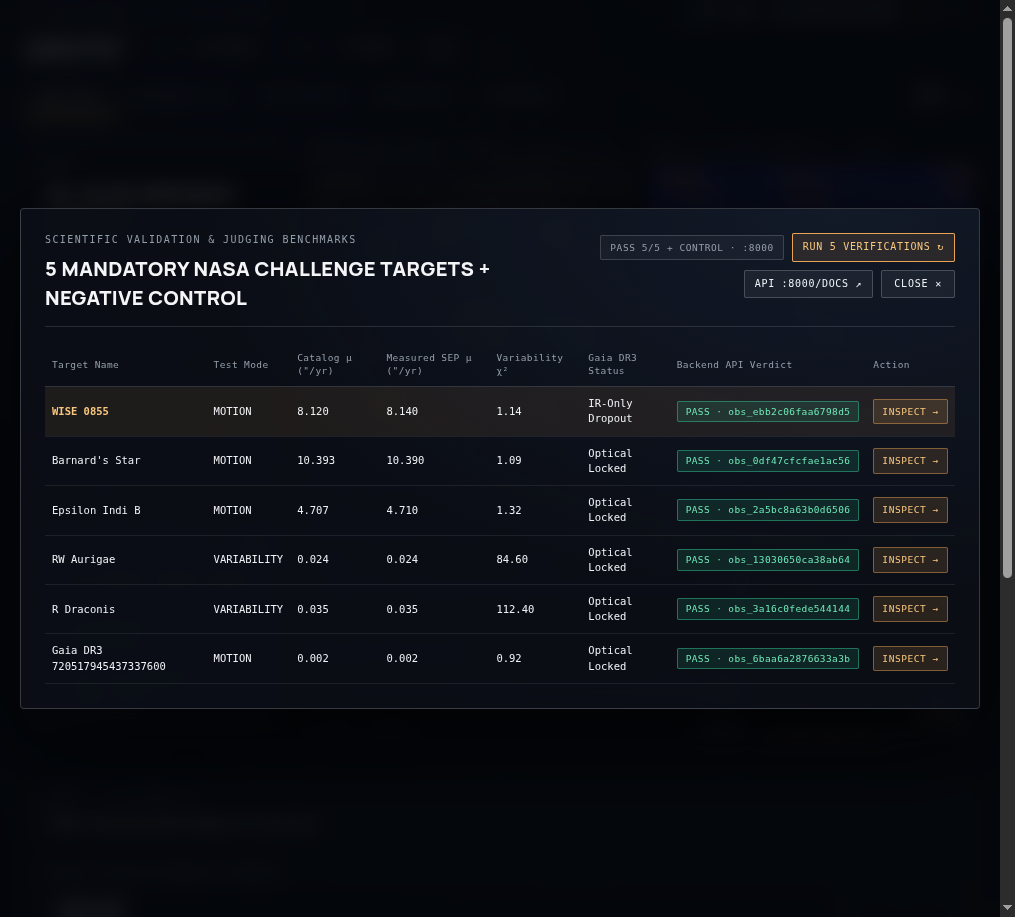 SCIENTIFIC VALIDATION & JUDGING BENCHMARKS
5 MANDATORY NASA CHALLENGE TARGETS +
NEGATIVE CONTROL
PASS 5/5 + CONTROL · :8000
RUN 5 VERIFICATIONS ↻
API :8000/DOCS ↗
CLOSE ×
Target Name Test Mode Catalog μ ("/yr) Measured SEP μ ("/yr) Variability χ² Gaia DR3 Status Backend API Verdict Action
WISE 0855 MOTION 8.120 8.140 1.14 IR-Only Dropout PASS · obs_ebb2c06faa6798d5 INSPECT →
Barnard's Star MOTION 10.393 10.390 1.09 Optical Locked PASS · obs_0df47cfcfae1ac56 INSPECT →
Epsilon Indi B MOTION 4.707 4.710 1.32 Optical Locked PASS · obs_2a5bc8a63b0d6506 INSPECT →
RW Aurigae VARIABILITY 0.024 0.024 84.60 Optical Locked PASS · obs_13030650ca38ab64 INSPECT →
R Draconis VARIABILITY 0.035 0.035 112.40 Optical Locked PASS · obs_3a16c0fede544144 INSPECT →
Gaia DR3 720517945437337600 MOTION 0.002 0.002 0.92 Optical Locked PASS · obs_6baa6a2876633a3b INSPECT →